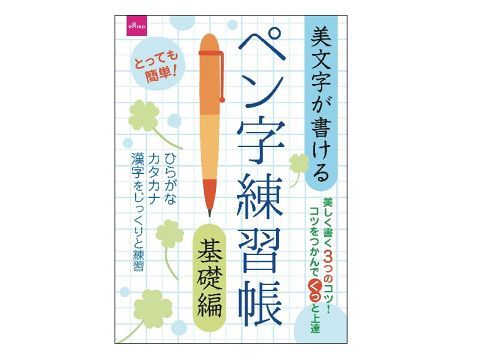 DAISO
美文字が書ける
ペン字練習帳
基礎編
とっても
簡単！
美しく書く3つのコツ！
コツをつかんでぐっと上達
ひらがな
カタカナ
漢字をじっくりと練習